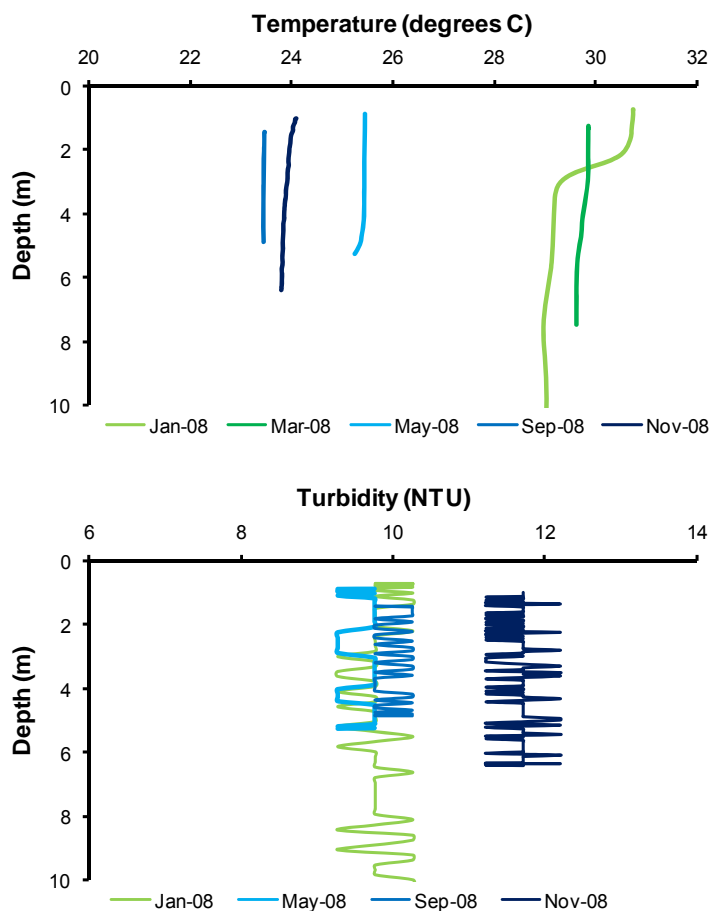 Temperature (degrees C)
20 22 24 26 28 30 32
0
2
4
6
8
10
Depth (m)
Jan-08 Mar-08 May-08 Sep-08 Nov-08
Turbidity (NTU)
6 8 10 12 14
0
2
4
6
8
10
Depth (m)
Jan-08 May-08 Sep-08 Nov-08